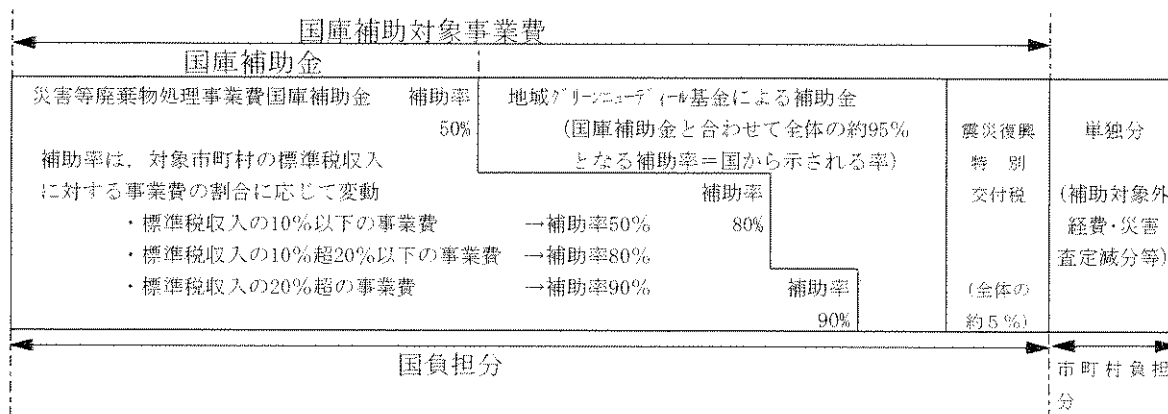 国庫補助対象事業費
国庫補助金
災害等廃棄物処理事業費国庫補助金 補助率
50%
補助率は，対象市町村の標準税収入
に対する事業費の割合に応じて変動
・標準税収入の10%以下の事業費 →補助率50%
・標準税収入の10%超20%以下の事業費 →補助率80%
・標準税収入の20%超の事業費 →補助率90%
地域グリーンニューディール基金による補助金
(国庫補助金と合わせて全体の約95%
となる補助率＝国から示される率)
補助率
80%
補助率
90%
震災復興
特 別
交付税
(全体の
約５%)
単独分
(補助対象外
経費・災害
査定減分等)
国負担分
市町村負担
分